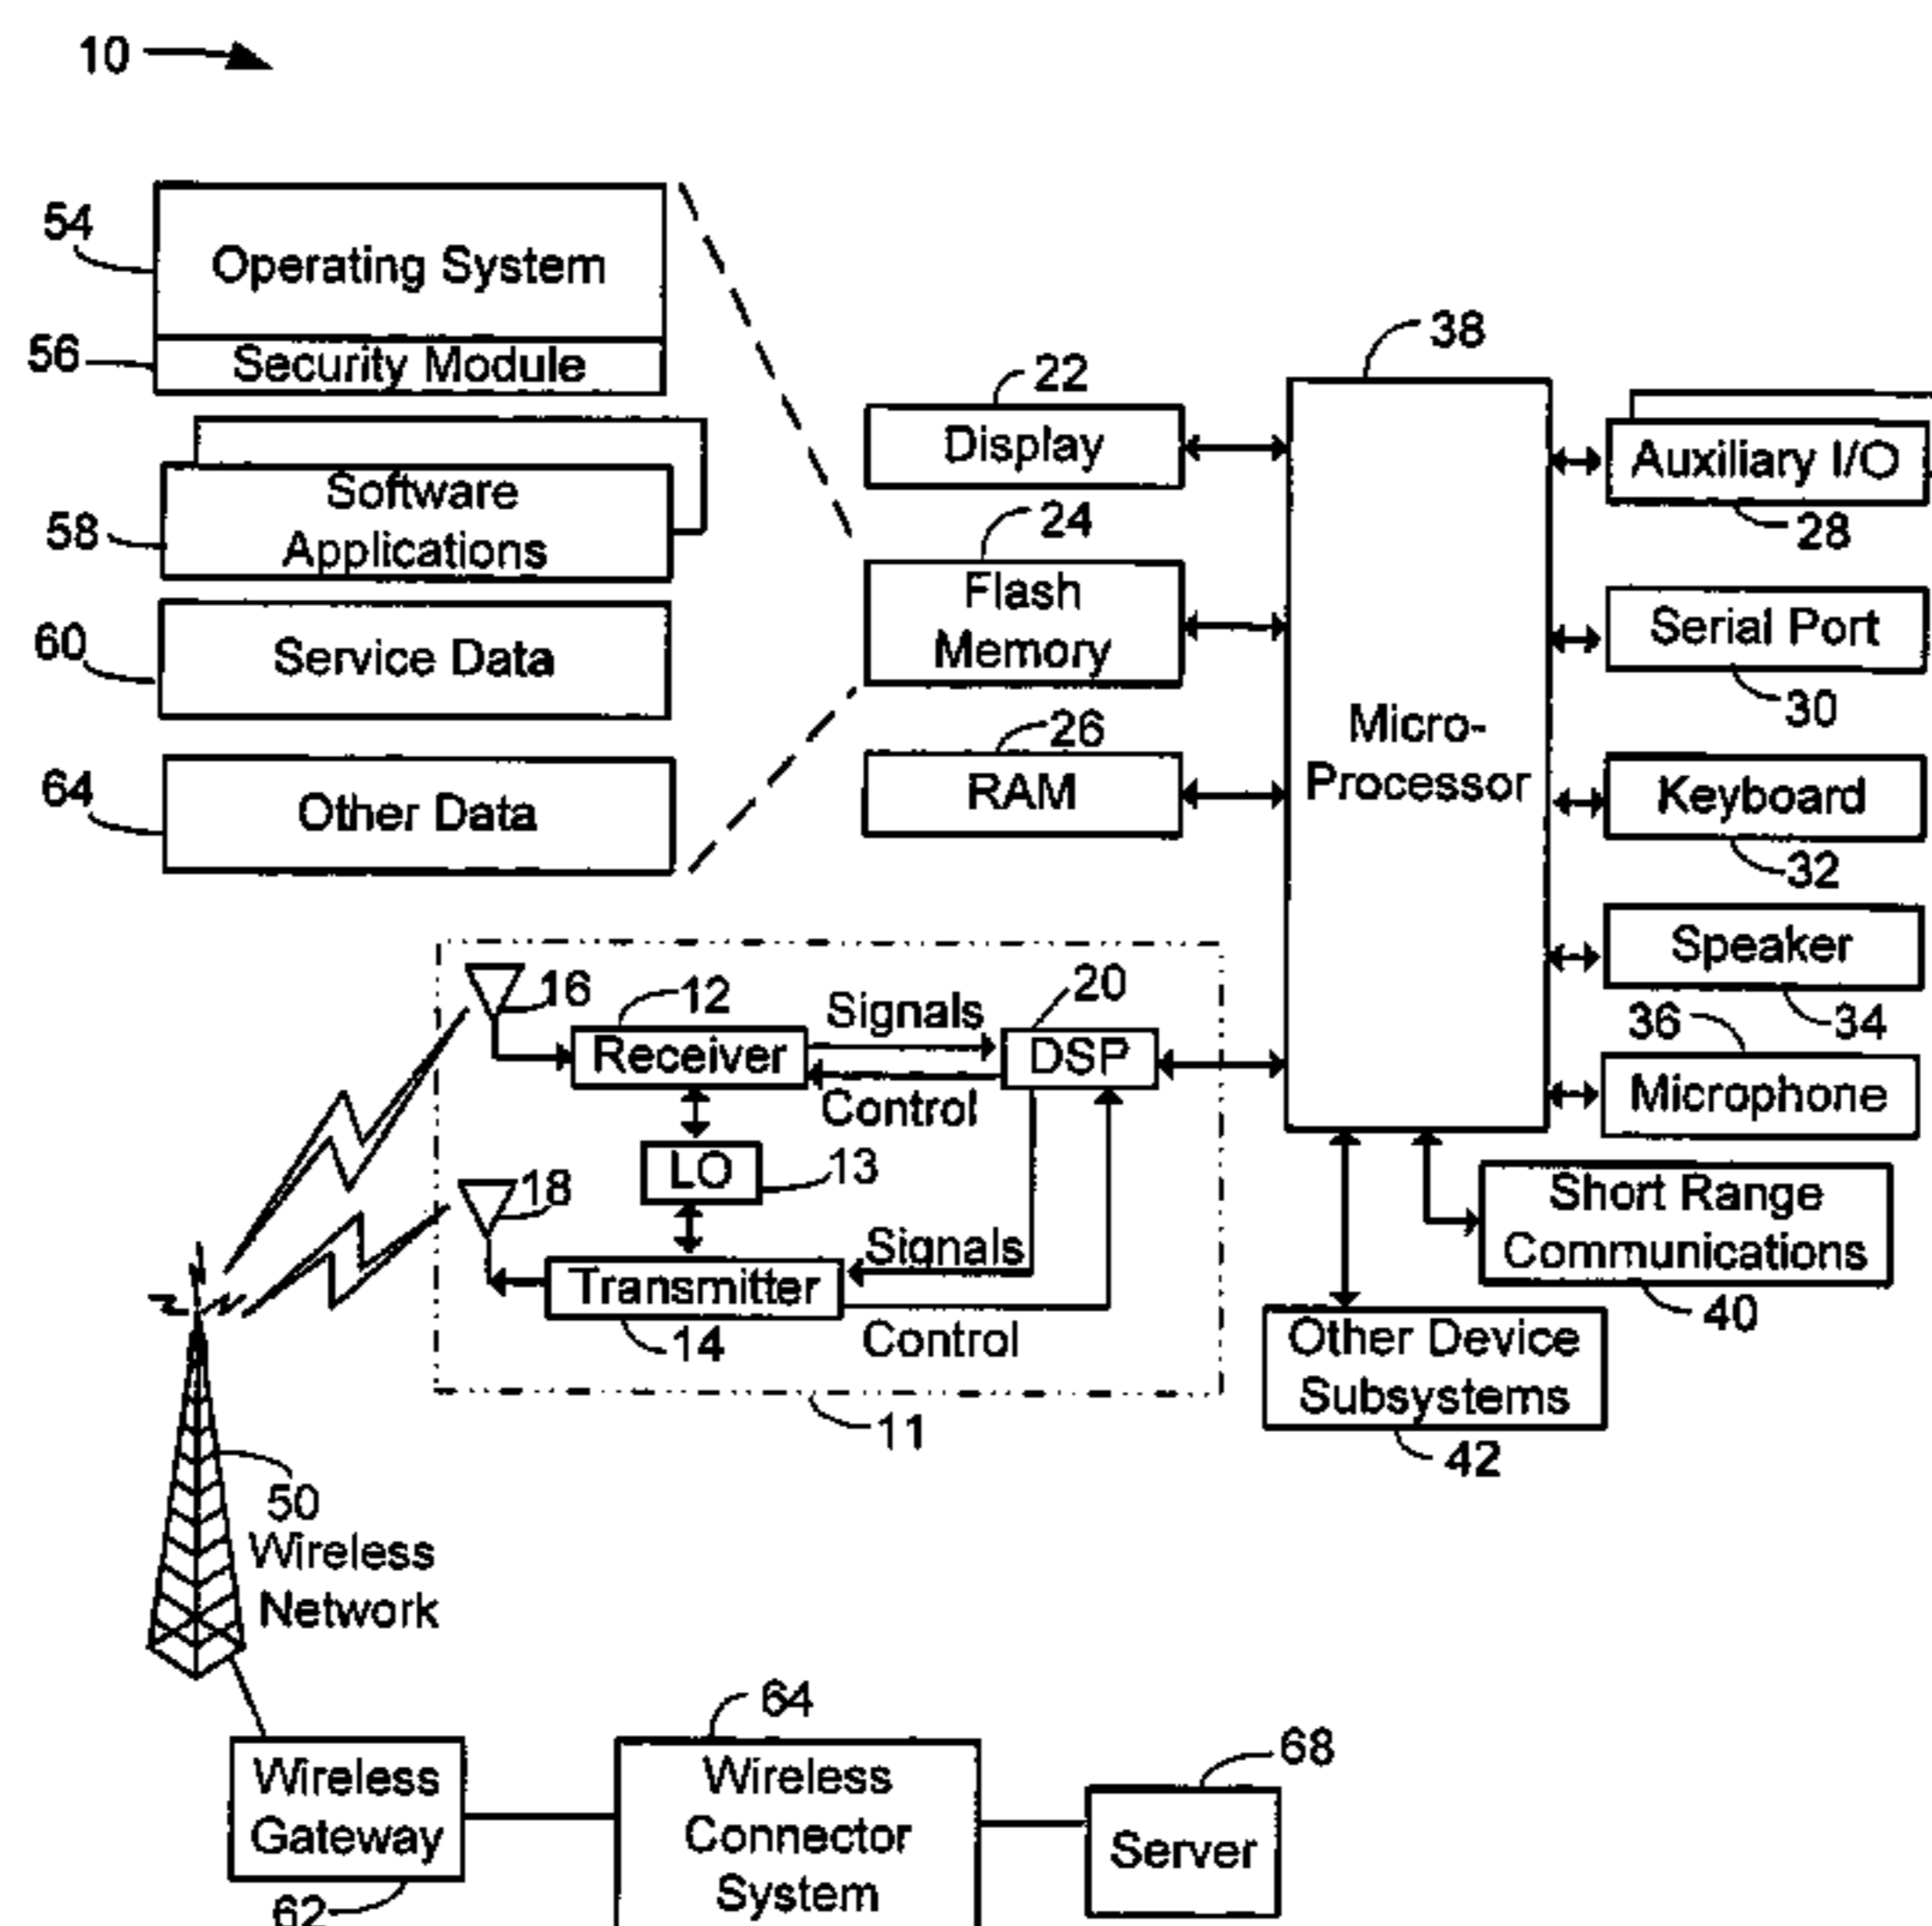 10
54
Operating System
56
Security Module
58
Software
Applications
60
Service Data
64
Other Data
22
Display
24
Flash
Memory
26
RAM
38
Micro-
Processor
Auxiliary I/O
28
Serial Port
30
Keyboard
32
Speaker
34
36
Microphone
Short Range
Communications
40
Other Device
Subsystems
42
16
12
Receiver
Signals
20
DSP
Control
LO
13
18
Signals
Transmitter
14
Control
11
50
Wireless
Network
Wireless
Gateway
62
64
Wireless
Connector
System
68
Server